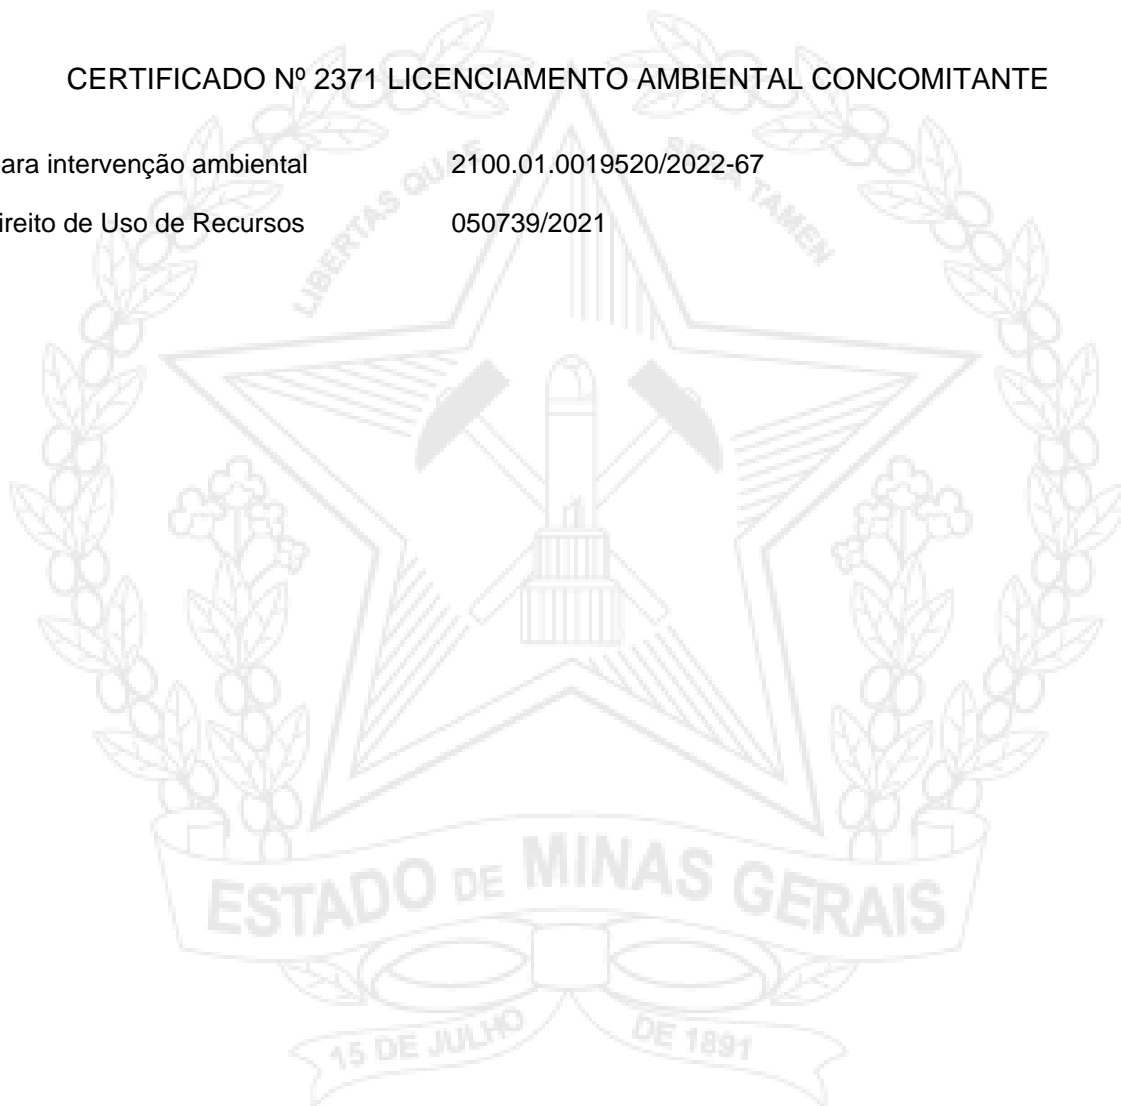 CERTIFICADO Nº 2371 LICENCIAMENTO AMBIENTAL CONCOMITANTE
ara intervenção ambiental 2100.01.0019520/2022-67
ireito de Uso de Recursos 050739/2021
LIBERTAS QUAE SERA TAMEN
ESTADO DE MINAS GERAIS
15 DE JULHO DE 1891